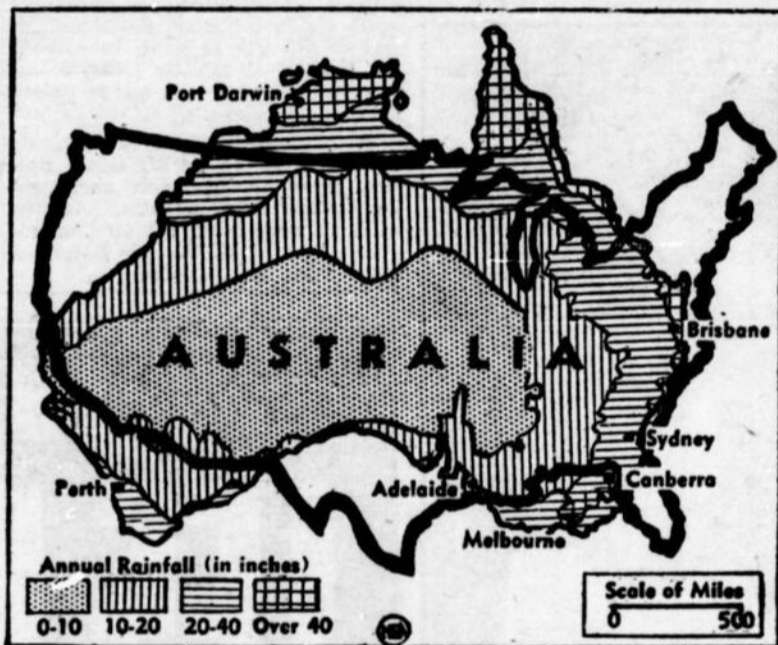 Port Darwin
AUSTRALIA
Brisbane
Sydney
Perth
Adelaide
Canberra
Melbourne
Annual Rainfall (in inches)
0-10 10-20 20-40 Over 40
Scale of Miles
0 500